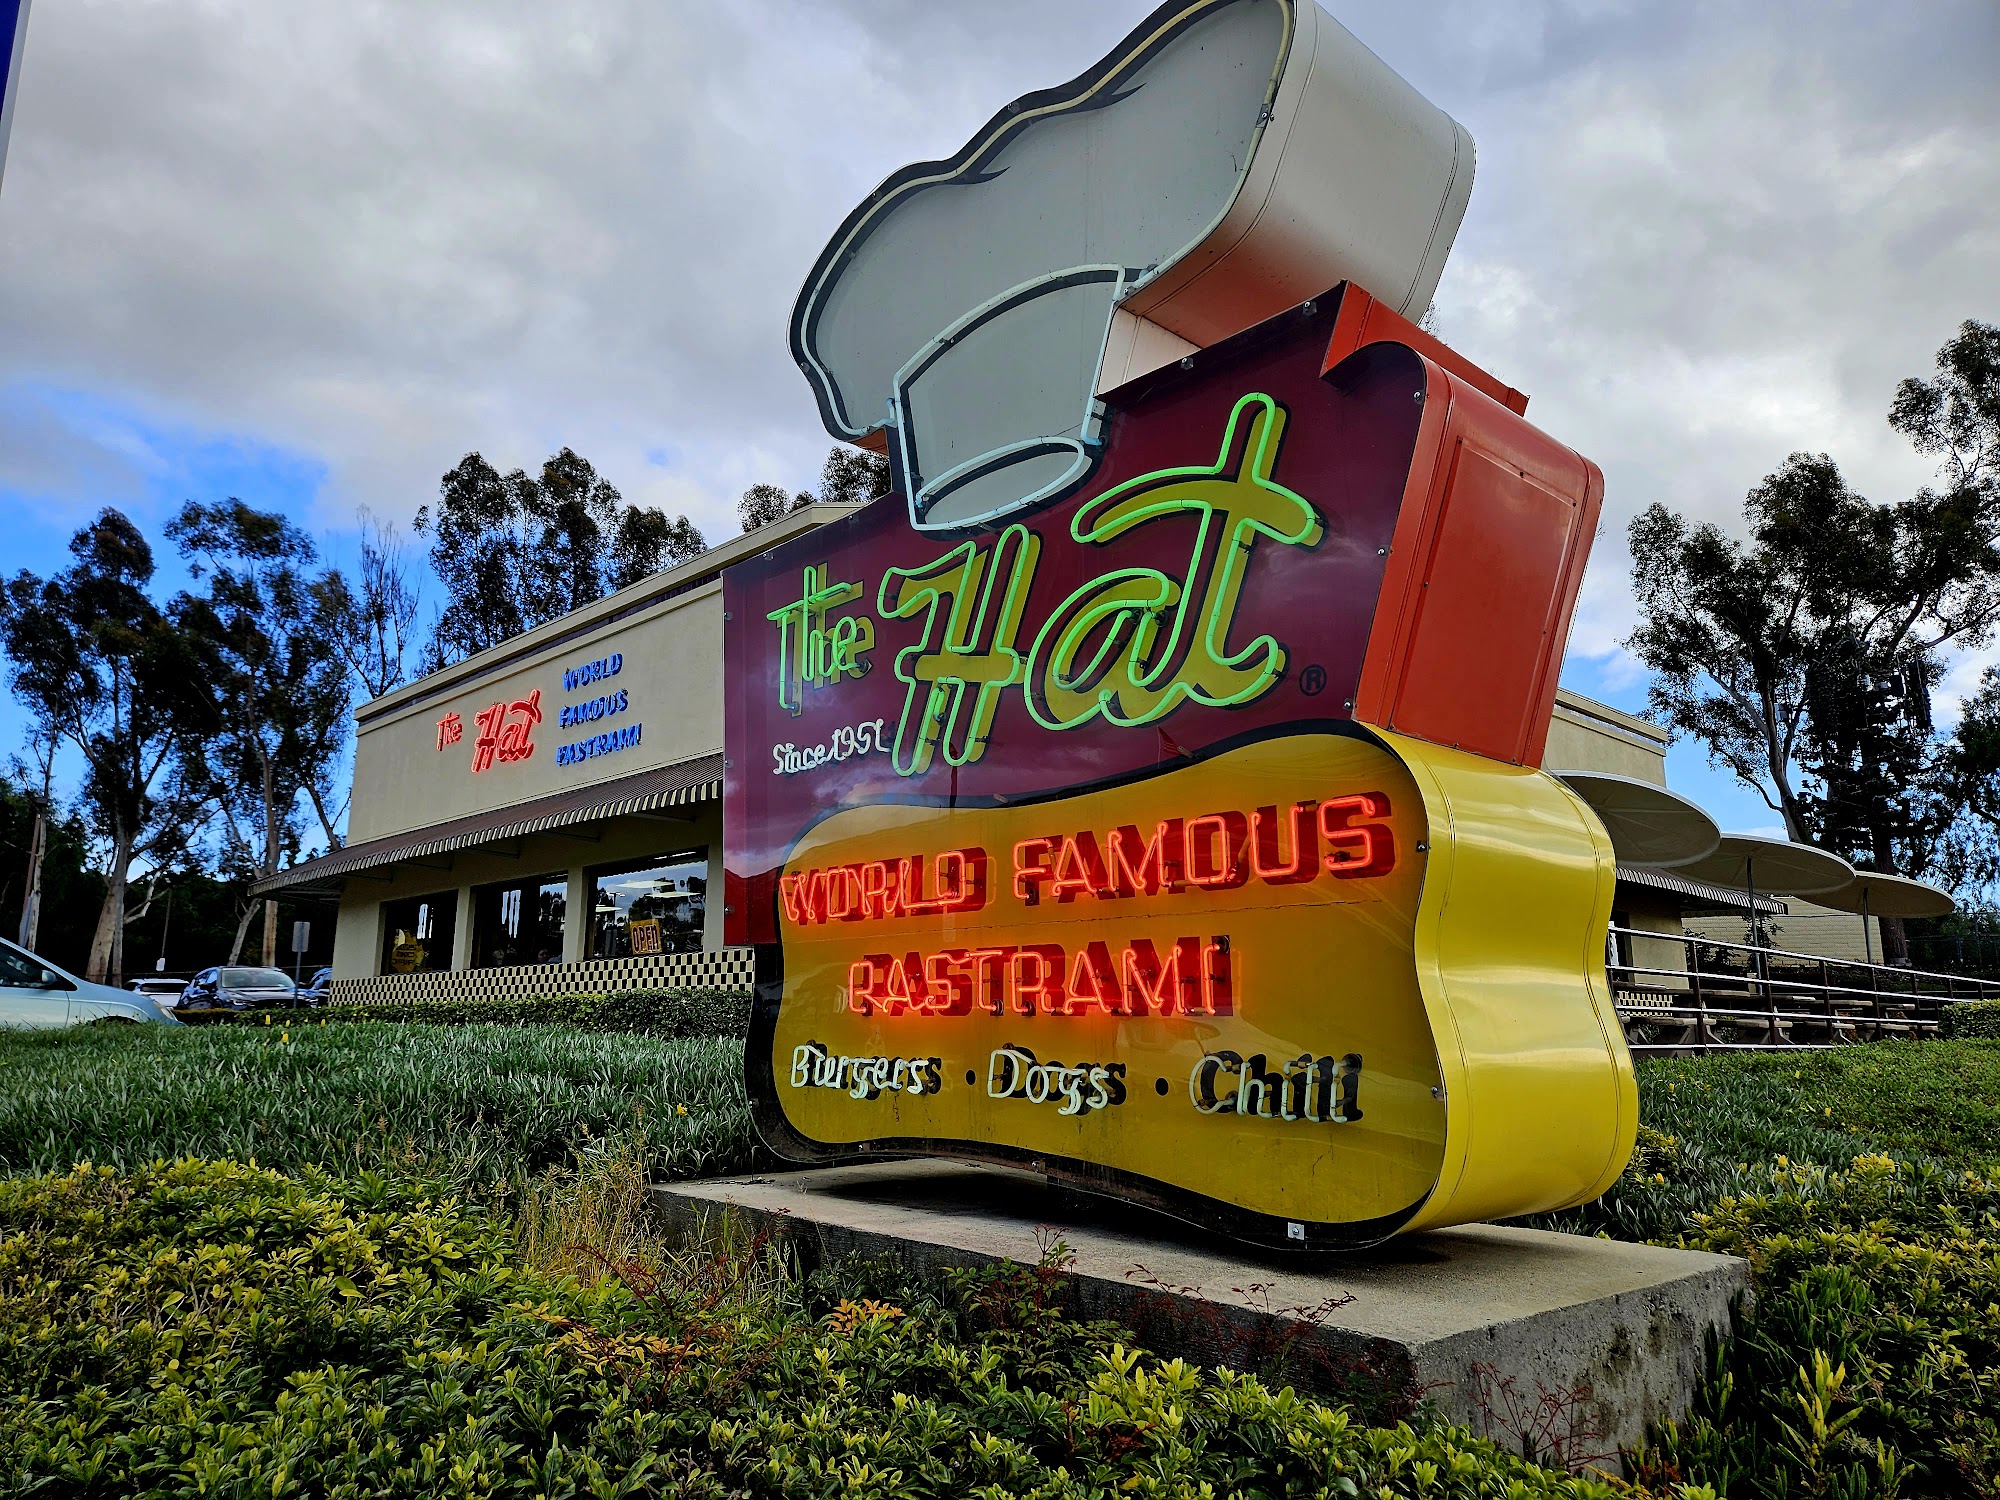 The Hat ®
Since 1951
WORLD FAMOUS
PASTRAMI
Burgers · Dogs · Chili
The Hat
WORLD
FAMOUS
PASTRAMI
OPEN